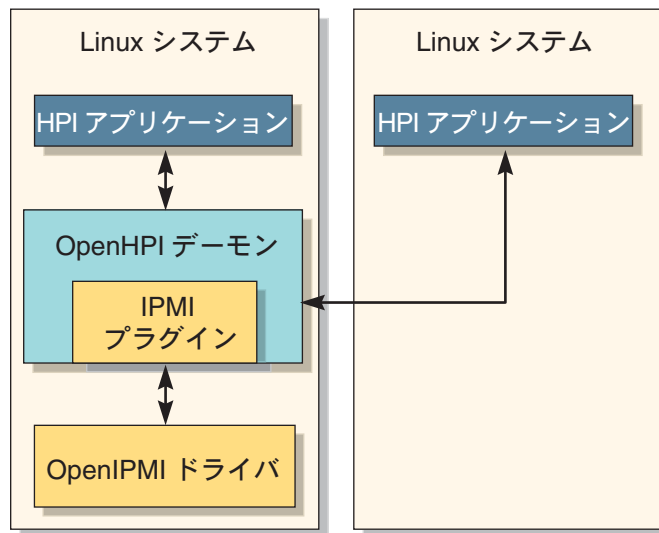 Linux システム
HPI アプリケーション
OpenHPI デーモン
IPMI
プラグイン
OpenIPMI ドライバ
Linux システム
HPI アプリケーション